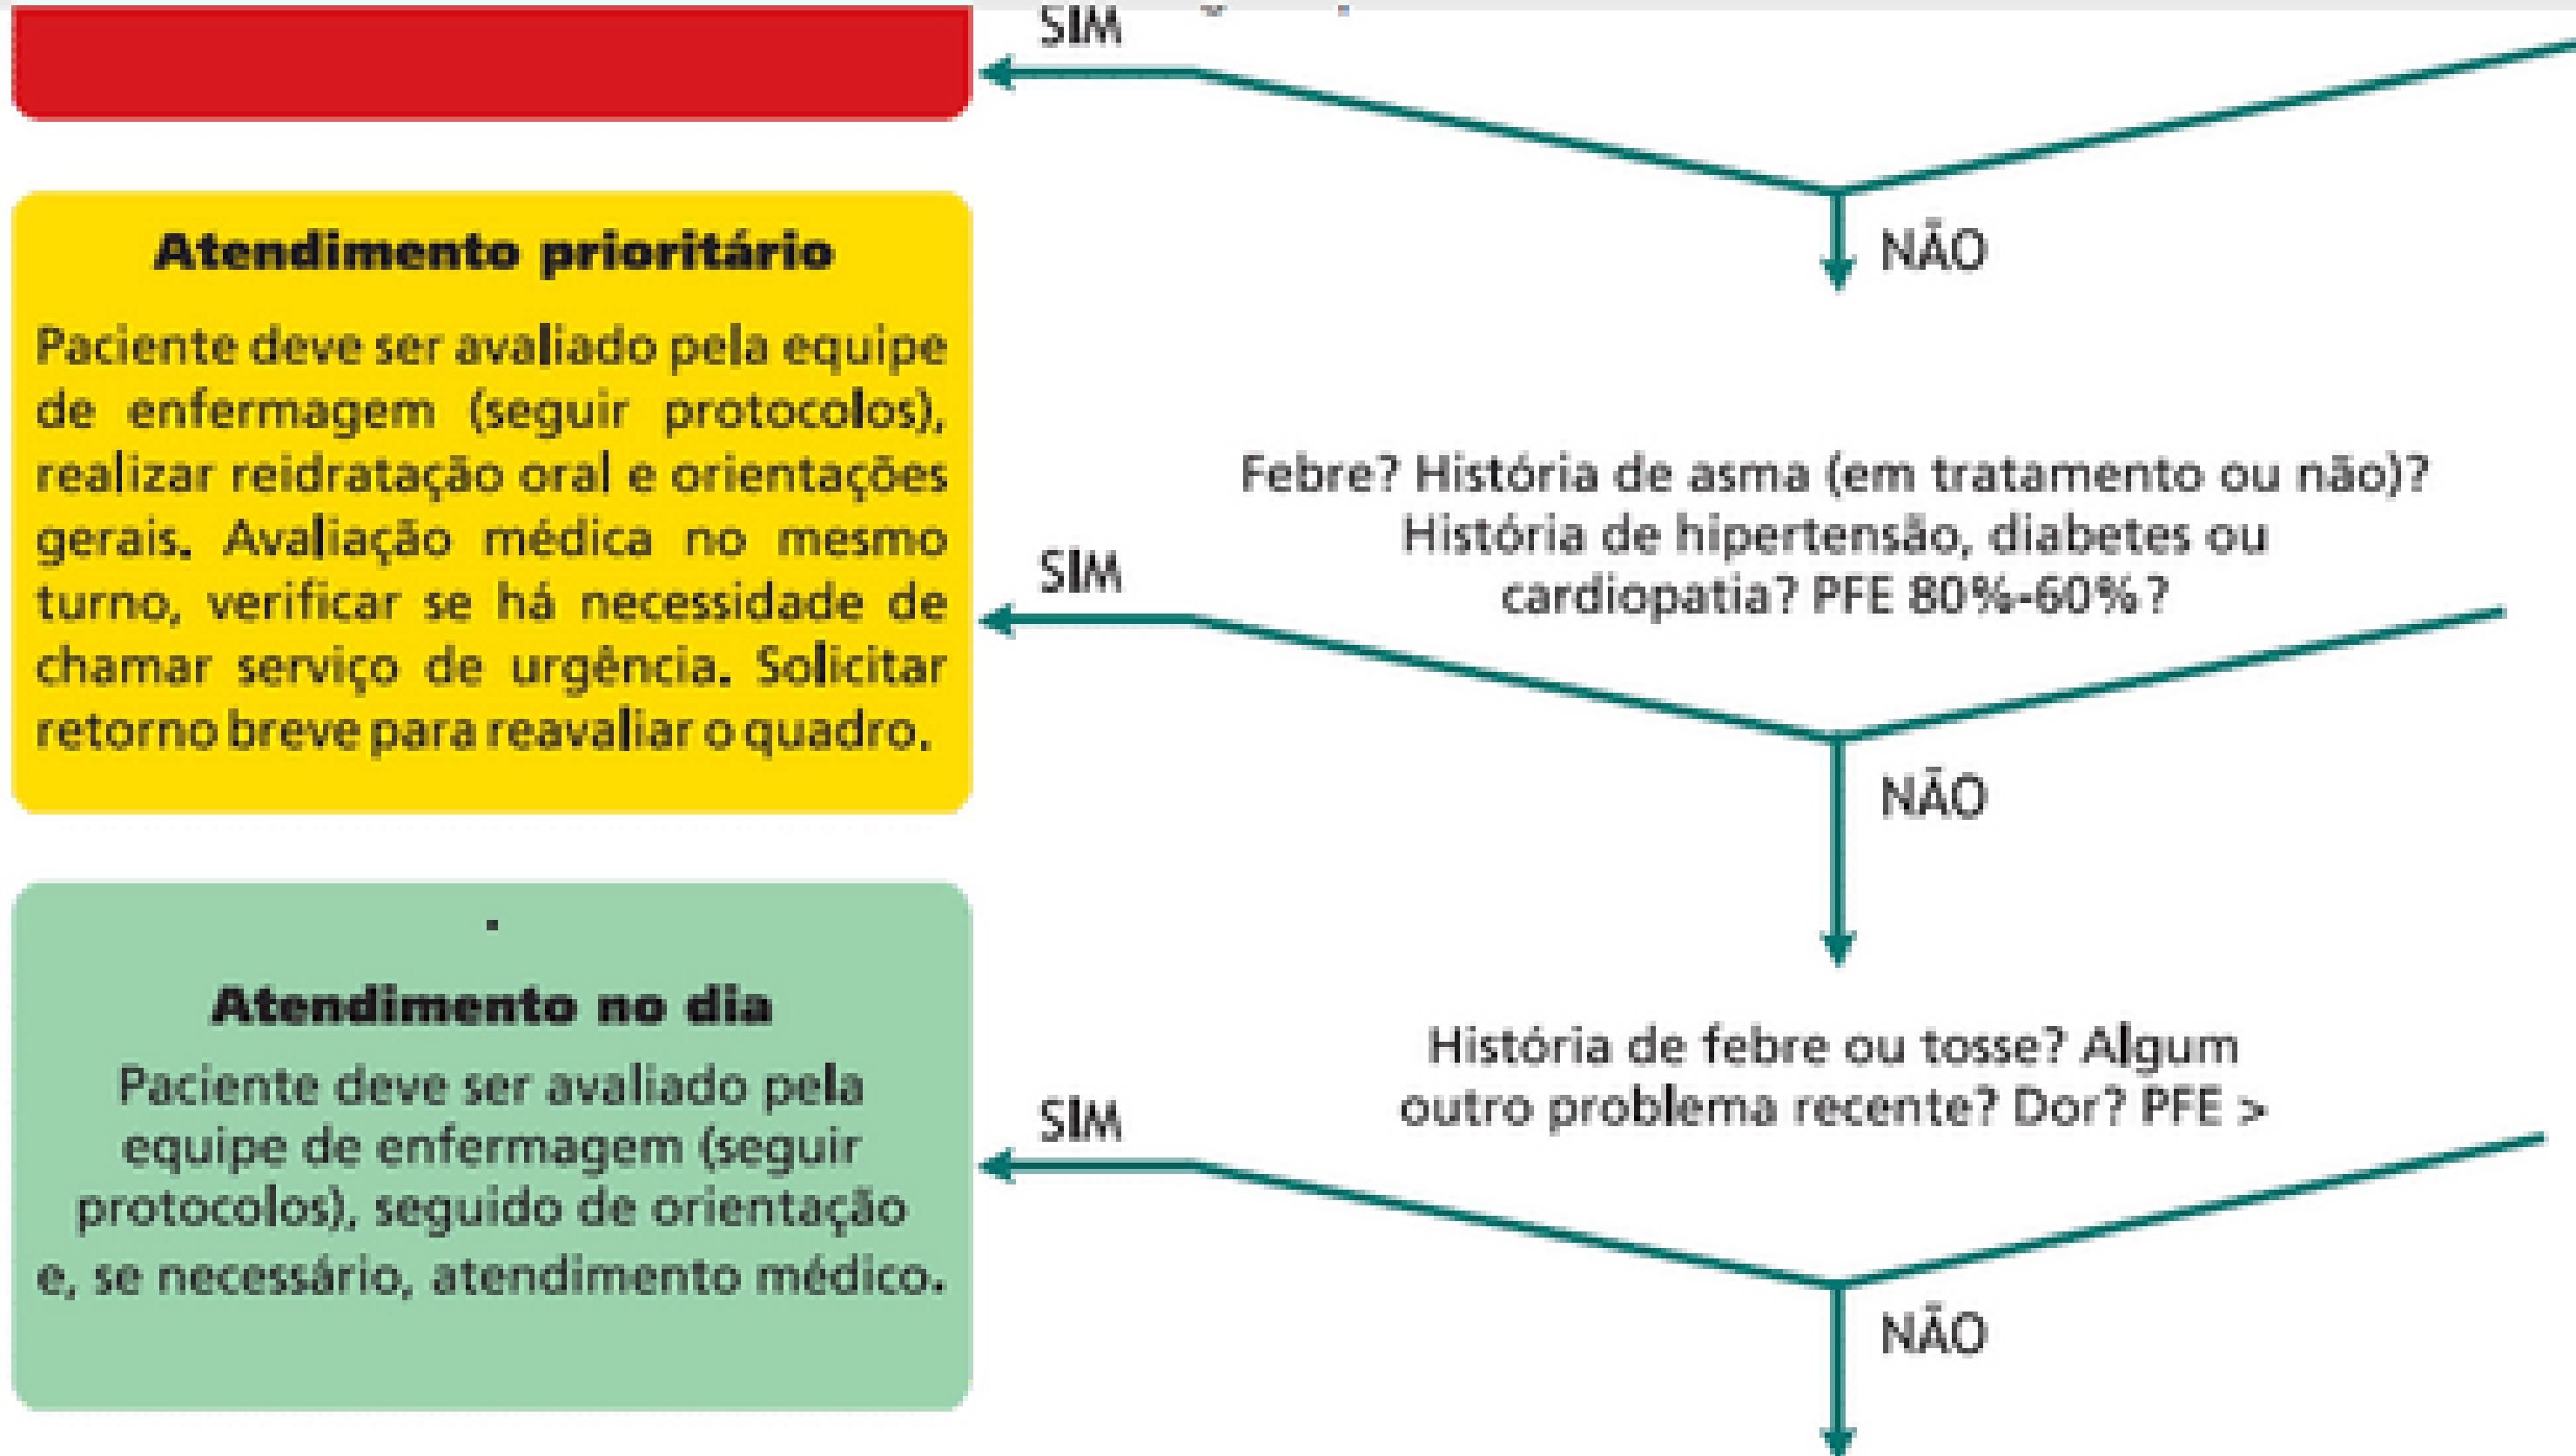 SIM
NÃO
Atendimento prioritário
Paciente deve ser avaliado pela equipe
de enfermagem (seguir protocolos),
realizar reidratação oral e orientações
gerais. Avaliação médica no mesmo
turno, verificar se há necessidade de
chamar serviço de urgência. Solicitar
retorno breve para reavaliar o quadro.
Febre? História de asma (em tratamento ou não)?
História de hipertensão, diabetes ou
cardiopatia? PFE 80%-60%?
SIM
NÃO
.
Atendimento no dia
Paciente deve ser avaliado pela
equipe de enfermagem (seguir
protocolos), seguido de orientação
e, se necessário, atendimento médico.
História de febre ou tosse? Algum
outro problema recente? Dor? PFE >
SIM
NÃO